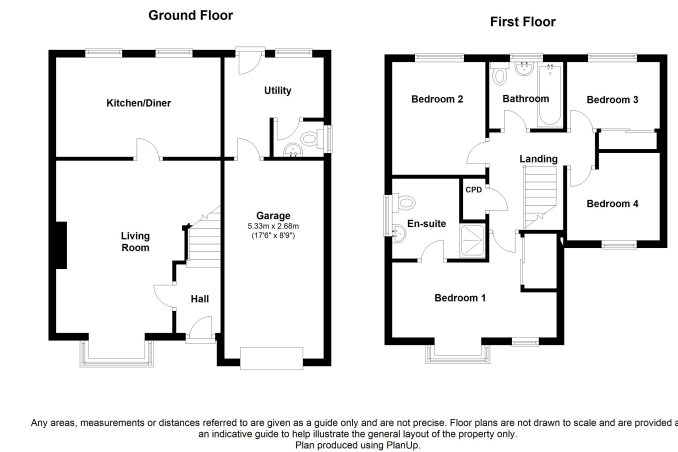 Ground Floor
First Floor
Kitchen/Diner
Utility
Living
Room
Garage
5.33m x 2.68m
(17'6" x 8'9")
Hall
Bedroom 2
Bathroom
Bedroom 3
Landing
CPD
En-suite
Bedroom 4
Bedroom 1
Any areas, measurements or distances referred to are given as a guide only and are not precise. Floor plans are not drawn to scale and are provided a
an indicative guide to help illustrate the general layout of the property only.
Plan produced using PlanUp.